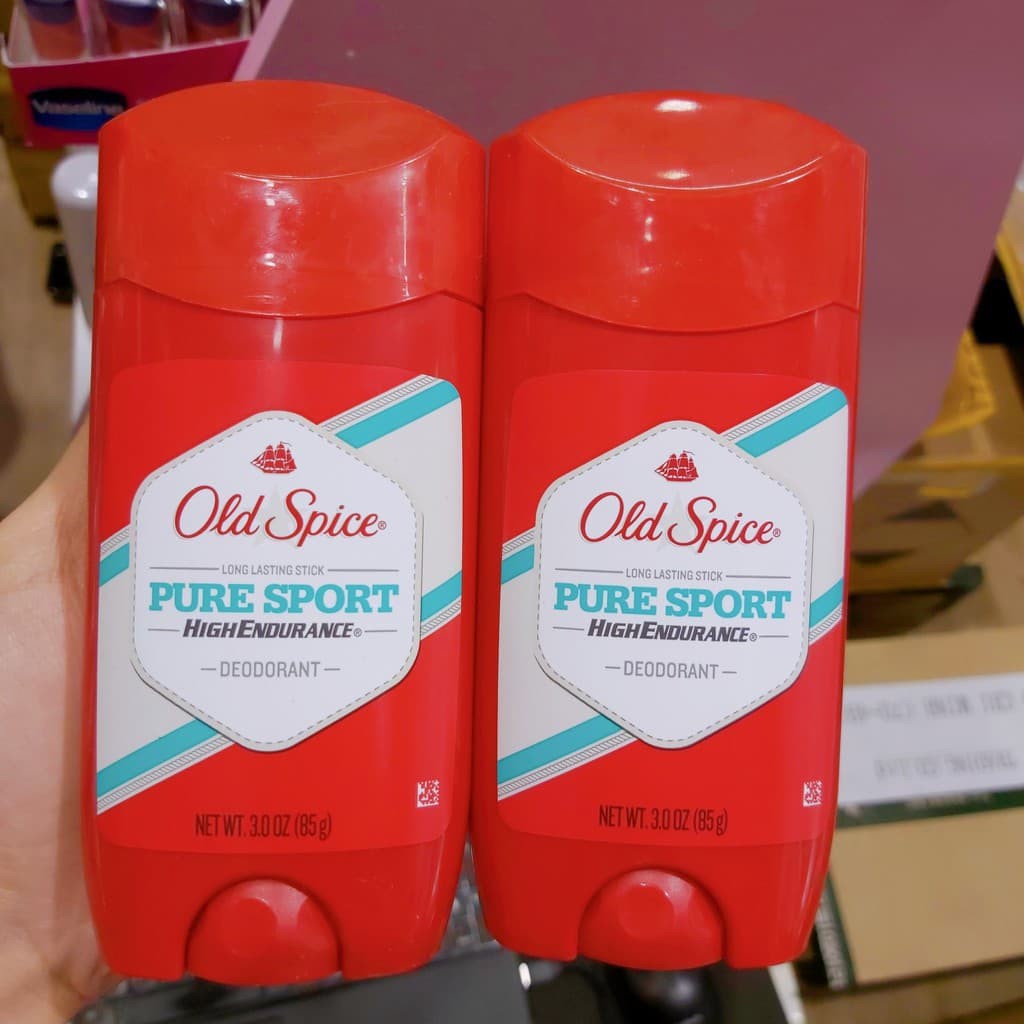 Vaseline
Old Spice®
LONG LASTING STICK
PURE SPORT
HIGHENDURANCE®
DEODORANT
NET WT. 3.0 OZ (85g)
Old Spice®
LONG LASTING STICK
PURE SPORT
HIGHENDURANCE®
DEODORANT
NET WT. 3.0 OZ (85g)